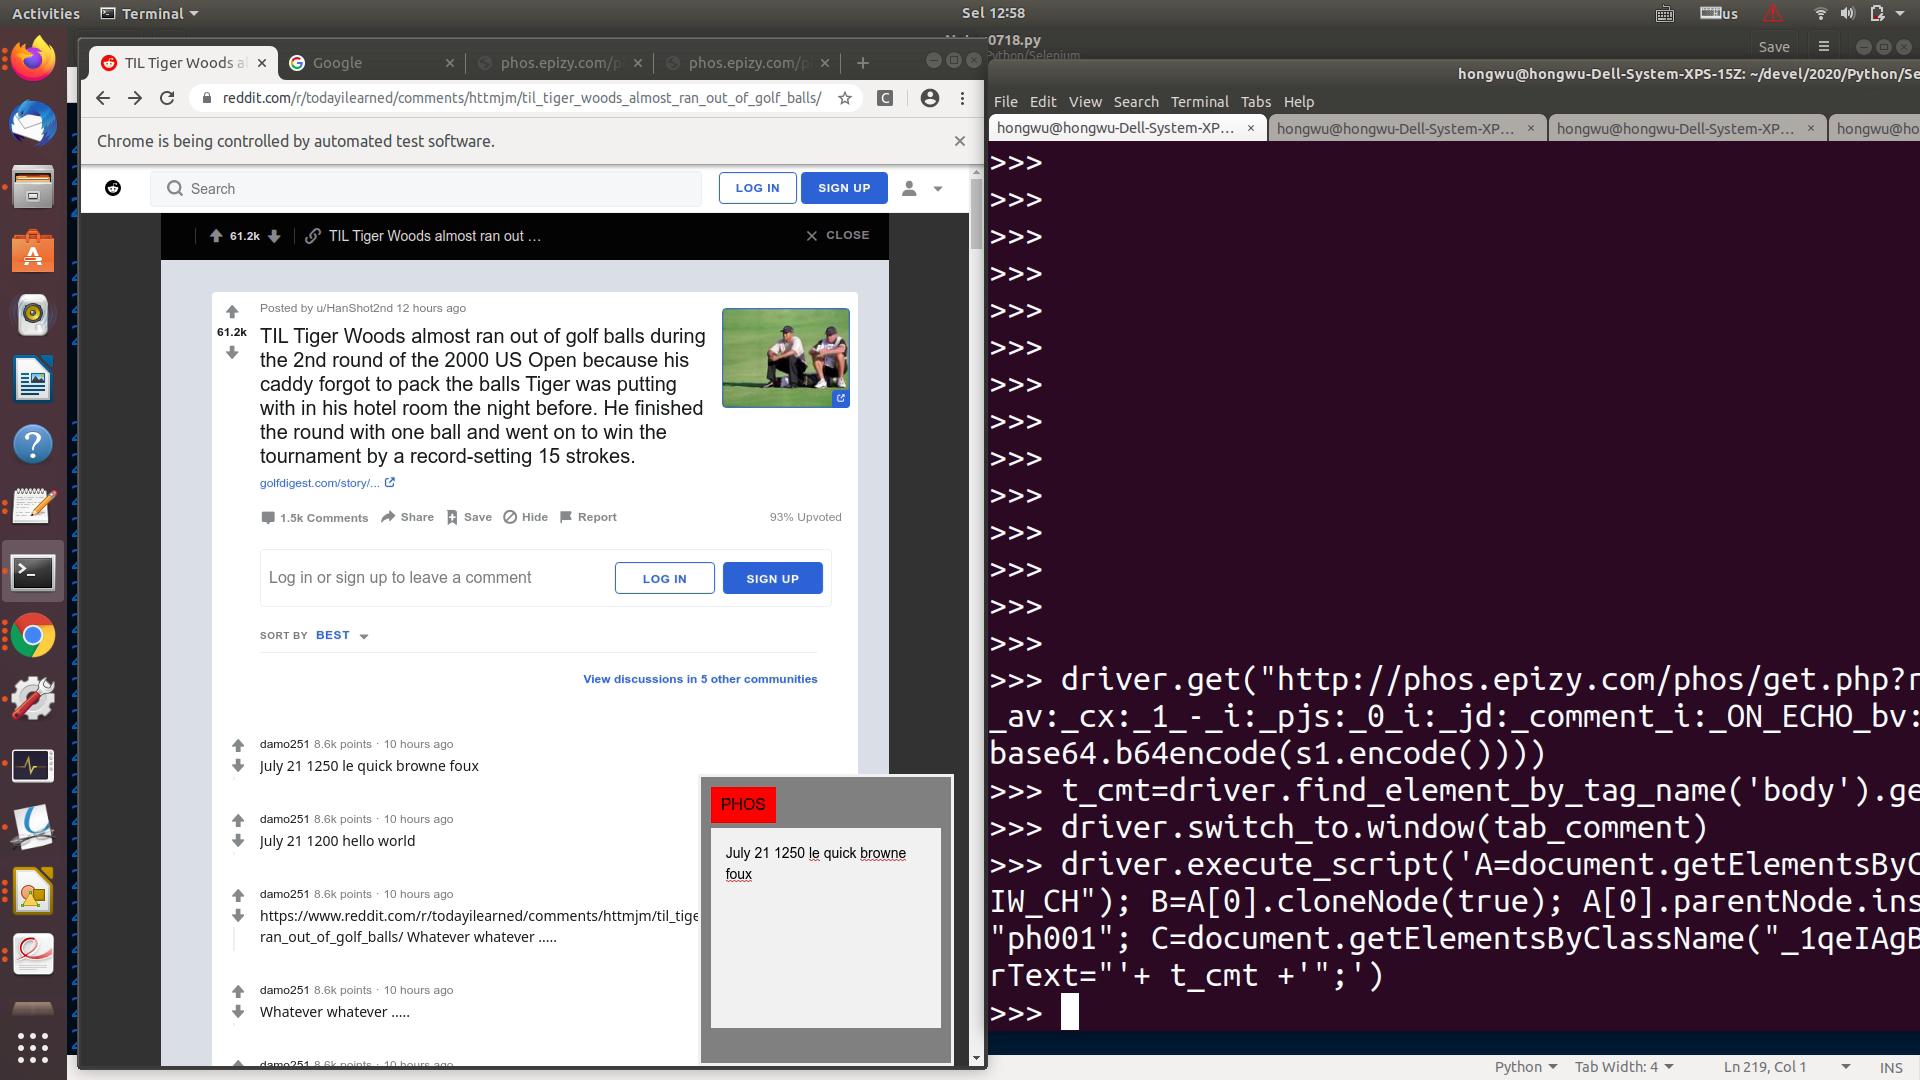 Activities
Terminal
Sel 12:58
us
0718.py
Python/Selenium
Save
TIL Tiger Woods al
Google
phos.epizy.com/p
phos.epizy.com/p
reddit.com/r/todayilearned/comments/httmjm/til_tiger_woods_almost_ran_out_of_golf_balls/
Chrome is being controlled by automated test software.
Search
LOG IN
SIGN UP
61.2k
TIL Tiger Woods almost ran out ...
CLOSE
Posted by u/HanShot2nd 12 hours ago
61.2k
TIL Tiger Woods almost ran out of golf balls during
the 2nd round of the 2000 US Open because his
caddy forgot to pack the balls Tiger was putting
with in his hotel room the night before. He finished
the round with one ball and went on to win the
tournament by a record-setting 15 strokes.
golfdigest.com/story/...
1.5k Comments
Share
Save
Hide
Report
93% Upvoted
Log in or sign up to leave a comment
LOG IN
SIGN UP
SORT BY BEST
View discussions in 5 other communities
damo251 8.6k points · 10 hours ago
July 21 1250 le quick browne foux
damo251 8.6k points · 10 hours ago
July 21 1200 hello world
damo251 8.6k points · 10 hours ago
https://www.reddit.com/r/todayilearned/comments/httmjm/til_tige
ran_out_of_golf_balls/ Whatever whatever .....
damo251 8.6k points · 10 hours ago
Whatever whatever .....
damo251 8.6k points · 10 hours ago
PHOS
July 21 1250 le quick browne
foux
hongwu@hongwu-Dell-System-XPS-15Z: ~/devel/2020/Python/Se
File Edit View Search Terminal Tabs Help
hongwu@hongwu-Dell-System-XP...
hongwu@hongwu-Dell-System-XP...
hongwu@hongwu-Dell-System-XP...
hongwu@ho
>>>
>>>
>>>
>>>
>>>
>>>
>>>
>>>
>>>
>>>
>>>
>>>
>>>
>>>
>>> driver.get("http://phos.epizy.com/phos/get.php?r
_av:_cx:_1_-_i:_pjs:_0_i:_jd:_comment_i:_ON_ECHO_bv:
base64.b64encode(s1.encode())))
>>> t_cmt=driver.find_element_by_tag_name('body').ge
>>> driver.switch_to.window(tab_comment)
>>> driver.execute_script('A=document.getElementsByC
IW_CH"); B=A[0].cloneNode(true); A[0].parentNode.ins
"ph001"; C=document.getElementsByClassName("_1qeIAgB
rText="'+ t_cmt +'";')
>>>
Python
Tab Width: 4
Ln 219, Col 1
INS